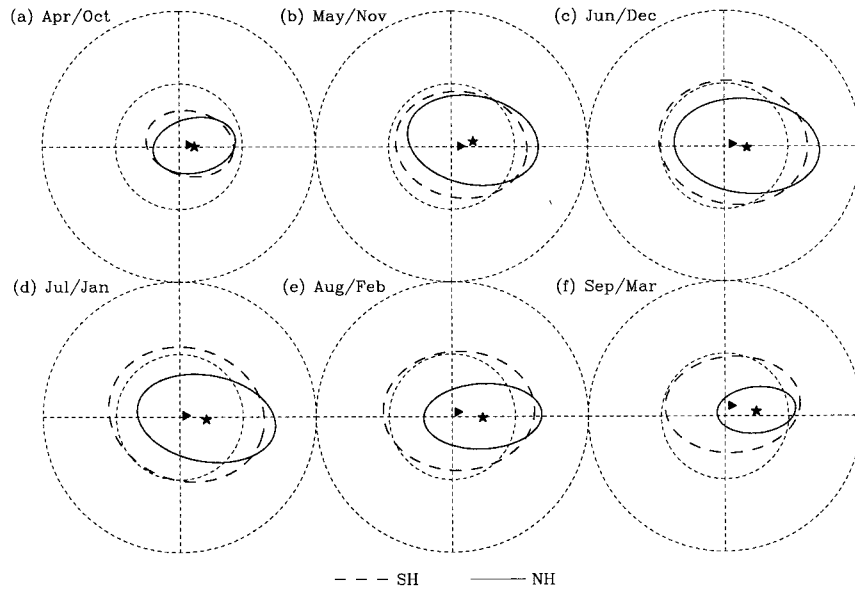 (a) Apr/Oct
(b) May/Nov
(c) Jun/Dec
(d) Jul/Jan
(e) Aug/Feb
(f) Sep/Mar
SH
NH